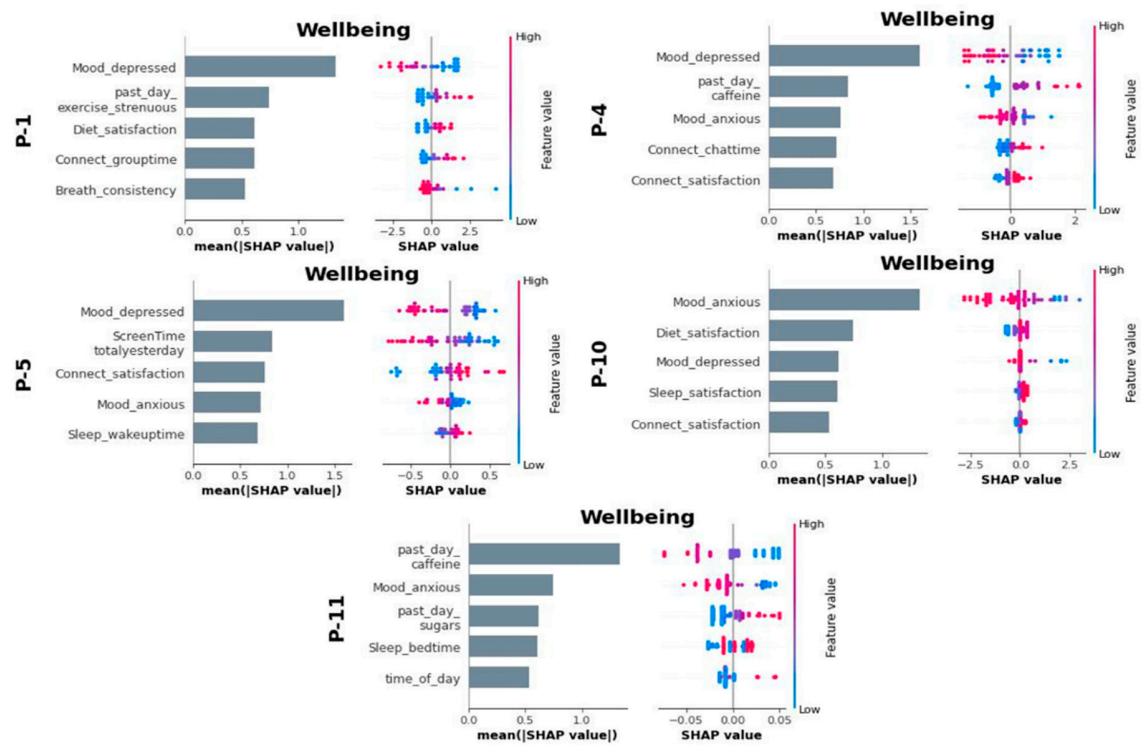 Wellbeing
P-1
Mood_depressed
past_day_
exercise_strenuous
Diet_satisfaction
Connect_grouptime
Breath_consistency
0.0 0.5 1.0
mean(|SHAP value|)
−2.5 0.0 2.5
SHAP value
High
Feature value
Low
Wellbeing
P-4
Mood_depressed
past_day_
caffeine
Mood_anxious
Connect_chattime
Connect_satisfaction
0.0 0.5 1.0 1.5
mean(|SHAP value|)
0 2
SHAP value
High
Feature value
Low
Wellbeing
P-5
Mood_depressed
ScreenTime
totalyesterday
Connect_satisfaction
Mood_anxious
Sleep_wakeuptime
0.0 0.5 1.0 1.5
mean(|SHAP value|)
−0.5 0.0 0.5
SHAP value
High
Feature value
Low
Wellbeing
P-10
Mood_anxious
Diet_satisfaction
Mood_depressed
Sleep_satisfaction
Connect_satisfaction
0.0 0.5 1.0
mean(|SHAP value|)
−2.5 0.0 2.5
SHAP value
High
Feature value
Low
Wellbeing
P-11
past_day_
caffeine
Mood_anxious
past_day_
sugars
Sleep_bedtime
time_of_day
0.0 0.5 1.0
mean(|SHAP value|)
−0.05 0.00 0.05
SHAP value
High
Feature value
Low